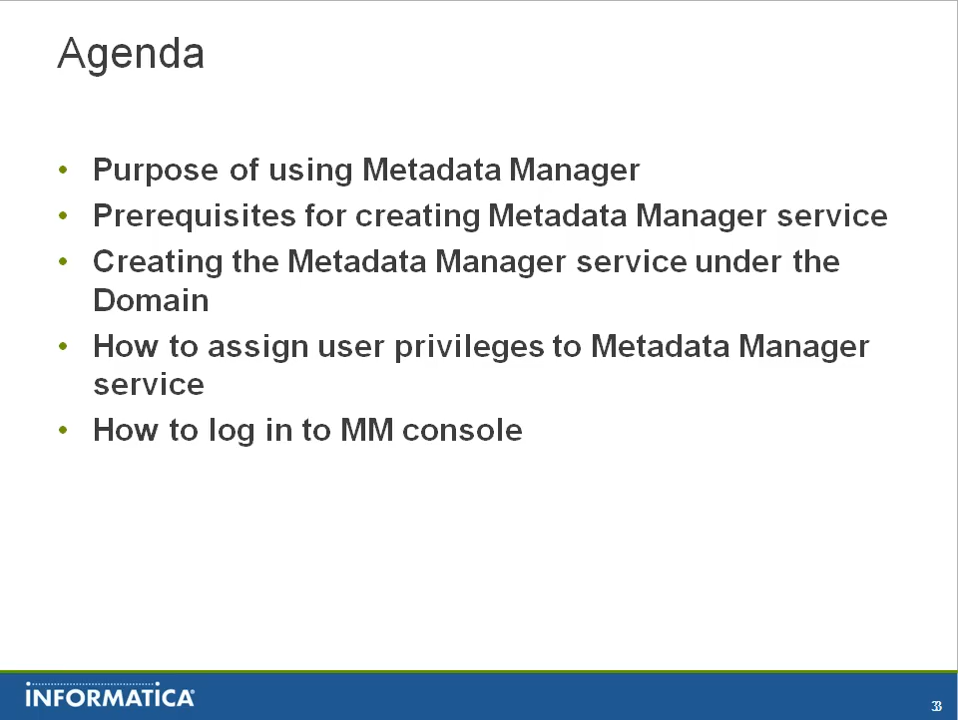 Agenda
• Purpose of using Metadata Manager
• Prerequisites for creating Metadata Manager service
• Creating the Metadata Manager service under the
Domain
• How to assign user privileges to Metadata Manager
service
• How to log in to MM console
INFORMATICA®
33